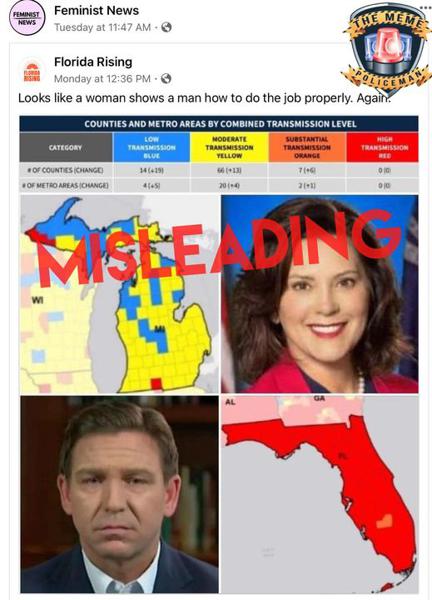 FEMINIST
NEWS
Feminist News
Tuesday at 11:47 AM ·
THE MEME
POLICEMAN
FLORIDA
RISING
Florida Rising
Monday at 12:36 PM ·
Looks like a woman shows a man how to do the job properly. Again.
COUNTIES AND METRO AREAS BY COMBINED TRANSMISSION LEVEL
CATEGORY
LOW
TRANSMISSION
BLUE
MODERATE
TRANSMISSION
YELLOW
SUBSTANTIAL
TRANSMISSION
ORANGE
HIGH
TRANSMISSION
RED
# OF COUNTIES (CHANGE) 14 (↓19) 66 (↑13) 7 (↑6) 0 (0)
# OF METRO AREAS (CHANGE) 4 (↓5) 20 (↑4) 2 (↑1) 0 (0)
MISLEADING
WI
MI
AL
GA
FL